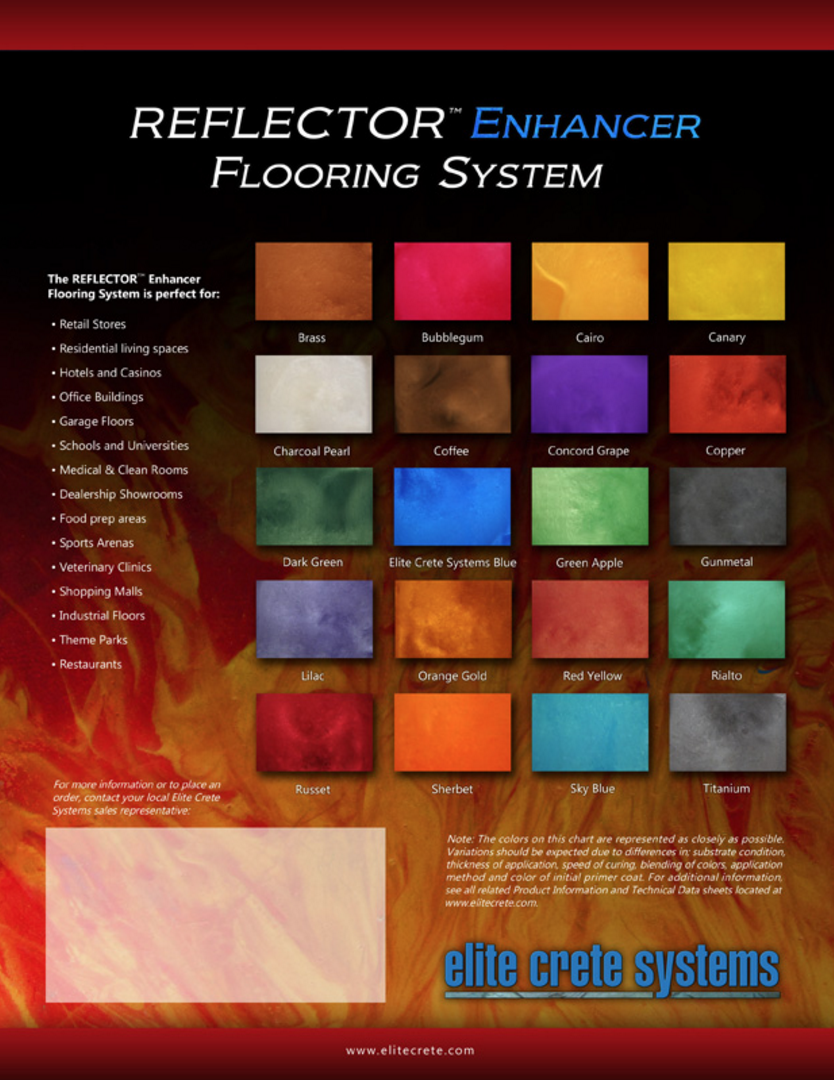 REFLECTOR™ ENHANCER
FLOORING SYSTEM
The REFLECTOR™ Enhancer
Flooring System is perfect for:
• Retail Stores
• Residential living spaces
• Hotels and Casinos
• Office Buildings
• Garage Floors
• Schools and Universities
• Medical & Clean Rooms
• Dealership Showrooms
• Food prep areas
• Sports Arenas
• Veterinary Clinics
• Shopping Malls
• Industrial Floors
• Theme Parks
• Restaurants
Brass Bubblegum Cairo Canary
Charcoal Pearl Coffee Concord Grape Copper
Dark Green Elite Crete Systems Blue Green Apple Gunmetal
Lilac Orange Gold Red Yellow Rialto
Russet Sherbet Sky Blue Titanium
For more information or to place an
order, contact your local Elite Crete
Systems sales representative:
Note: The colors on this chart are represented as closely as possible.
Variations should be expected due to differences in: substrate condition,
thickness of application, speed of curing, blending of colors, application
method and color of initial primer coat. For additional information,
see all related Product Information and Technical Data sheets located at
www.elitecrete.com.
elite crete systems
www.elitecrete.com